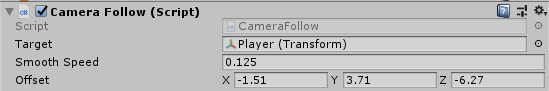 Camera Follow (Script)
Script CameraFollow
Target Player (Transform)
Smooth Speed 0.125
Offset X -1.51 Y 3.71 Z -6.27